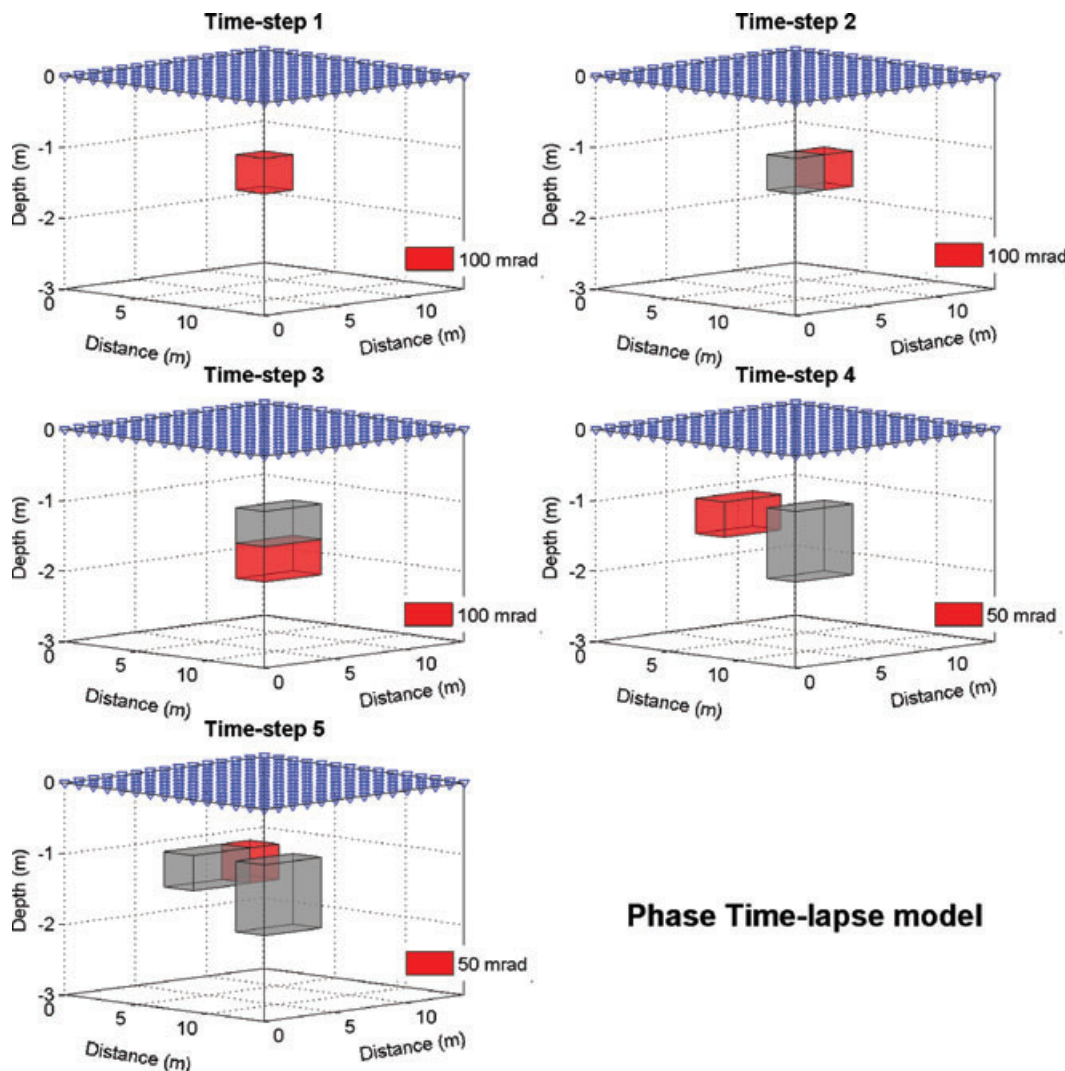 Time-step 1
0
-1
-2
-3
Depth (m)
0
5
10
Distance (m)
0
5
10
Distance (m)
100 mrad
Time-step 2
0
-1
-2
-3
Depth (m)
0
5
10
Distance (m)
0
5
10
Distance (m)
100 mrad
Time-step 3
0
-1
-2
-3
Depth (m)
0
5
10
Distance (m)
0
5
10
Distance (m)
100 mrad
Time-step 4
0
-1
-2
-3
Depth (m)
0
5
10
Distance (m)
0
5
10
Distance (m)
50 mrad
Time-step 5
0
-1
-2
-3
Depth (m)
0
5
10
Distance (m)
0
5
10
Distance (m)
50 mrad
Phase Time-lapse model